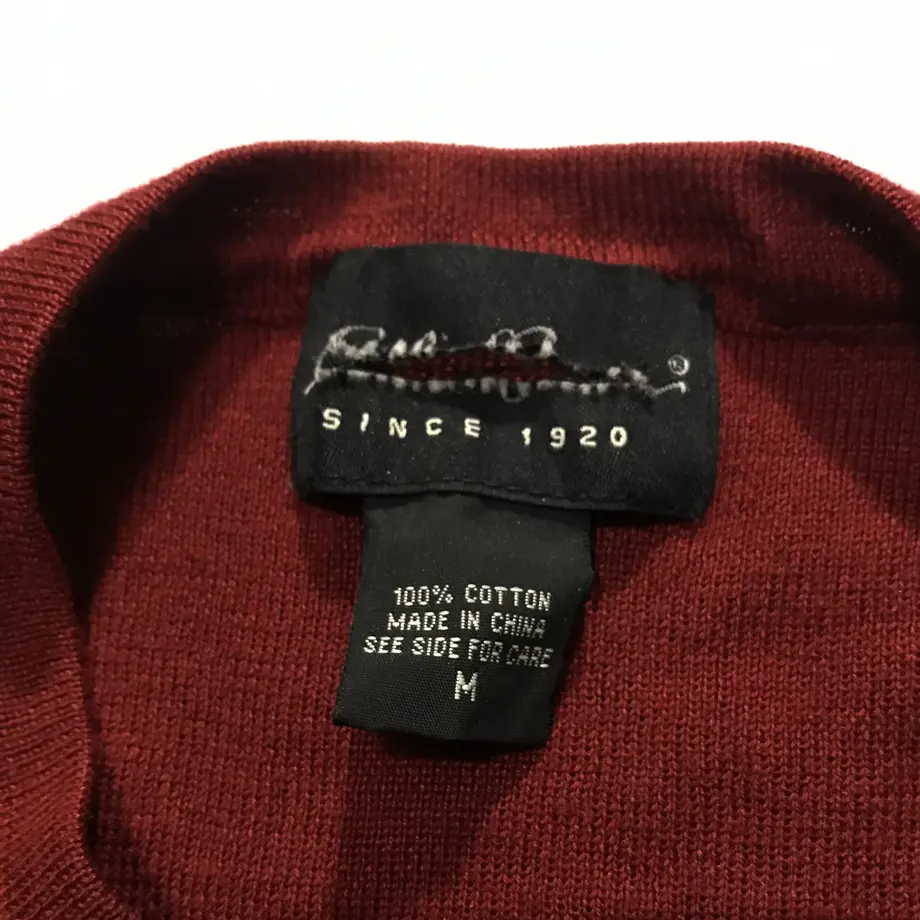 ®
SINCE 1920
100% COTTON
MADE IN CHINA
SEE SIDE FOR CARE
M